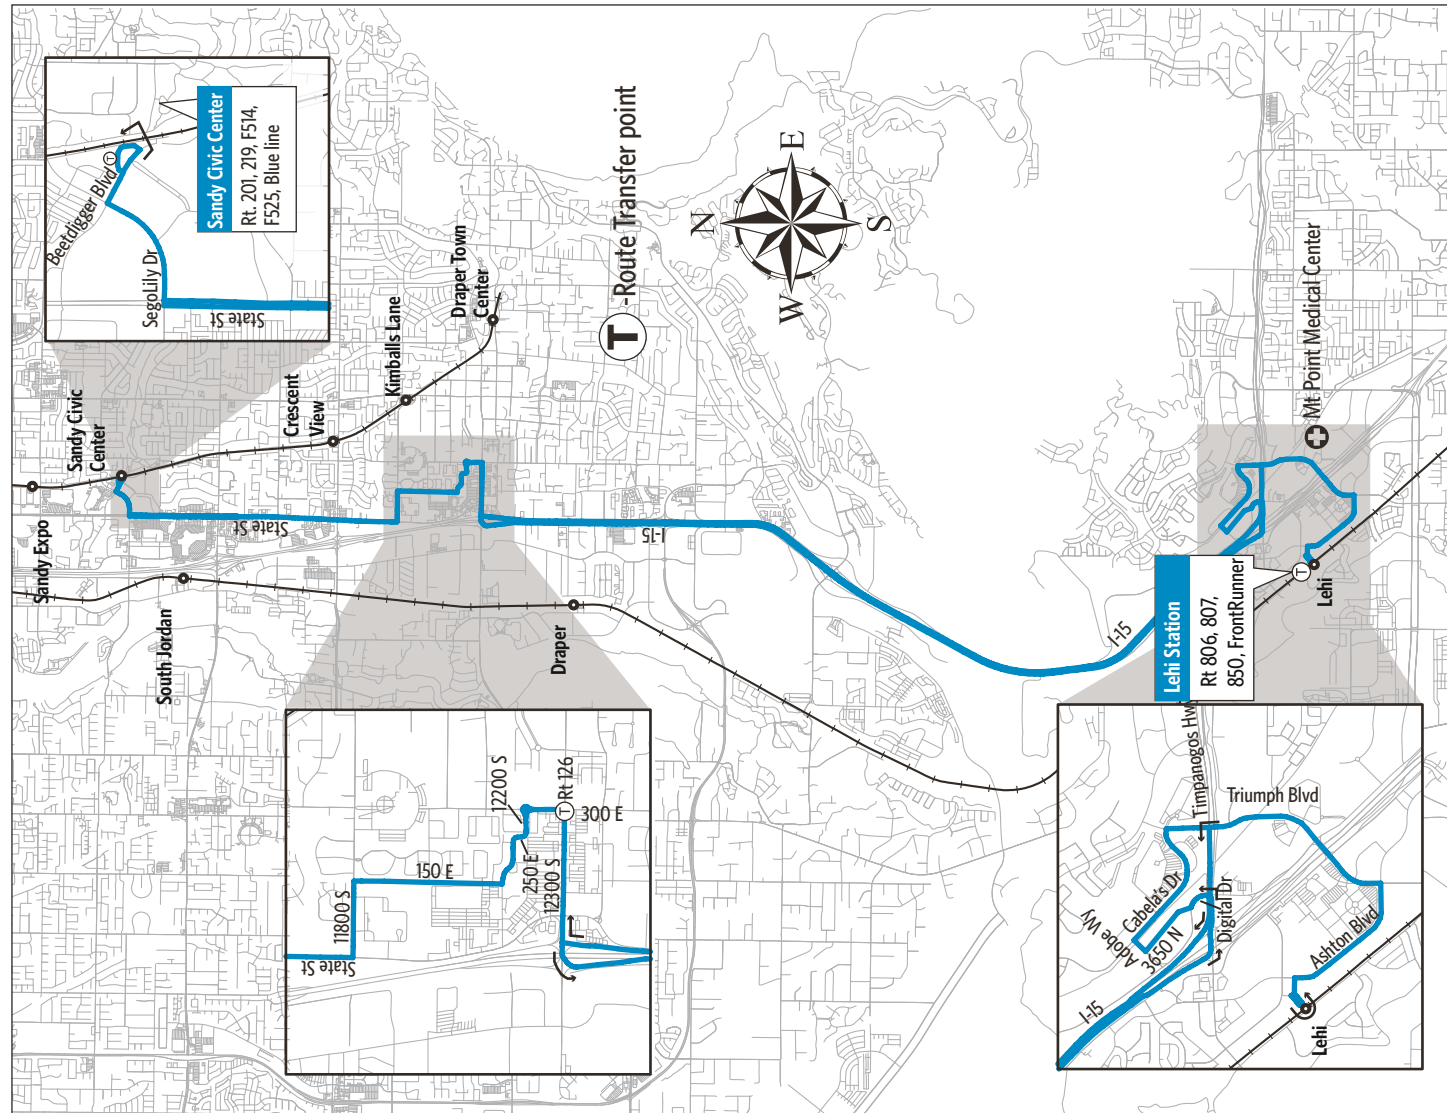 Sandy Civic Center
Rt. 201, 219, F514,
F525, Blue line
Beetdigger Blvd
T
SegoLily Dr
State St
Sandy Expo
Sandy Civic
Center
Crescent
View
Kimballs Lane
Draper Town
Center
South Jordan
Draper
State St
I-15
T
-Route Transfer point
N
E
S
W
11800 S
State St
150 E
250 E
12200 S
12300 S
T
Rt 126
300 E
I-15
Lehi Station
Rt 806, 807,
850, FrontRunner
T
Lehi
Mt. Point Medical Center
Timpanogos Hw
Triumph Blvd
Cabela's Dr
Adobe Wy
3650 N
Digital Dr
I-15
Ashton Blvd
Lehi